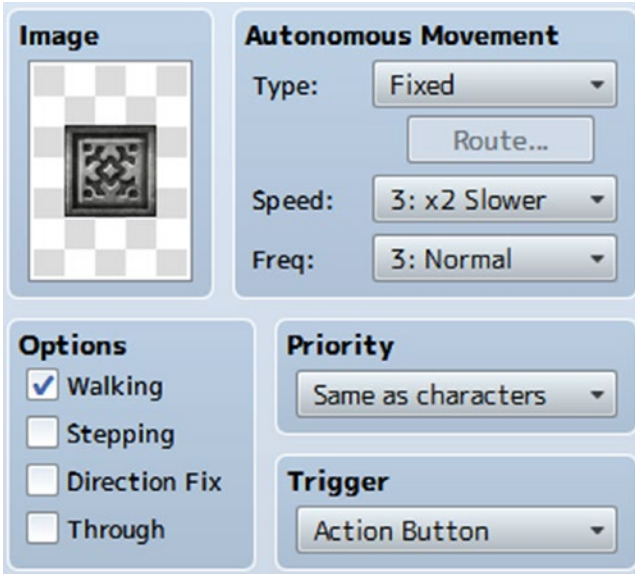 Image
Autonomous Movement
Type: Fixed
Route...
Speed: 3: x2 Slower
Freq: 3: Normal
Options
Walking
Stepping
Direction Fix
Through
Priority
Same as characters
Trigger
Action Button